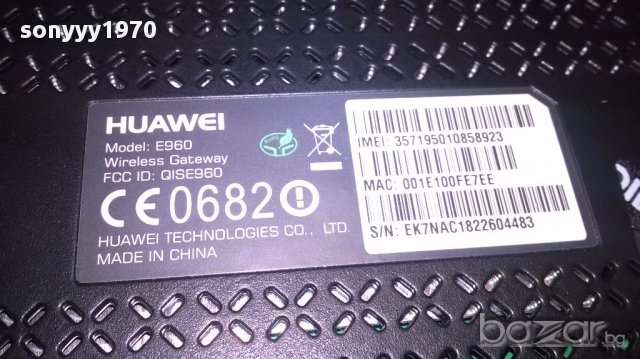 sonyyy1970
HUAWEI
Model: E960
Wireless Gateway
FCC ID: QISE960
CE0682
HUAWEI TECHNOLOGIES CO., LTD.
MADE IN CHINA
IMEI: 357195010858923
MAC: 001E100FE7EE
S/N: EK7NAC1822604483
bazar.bg